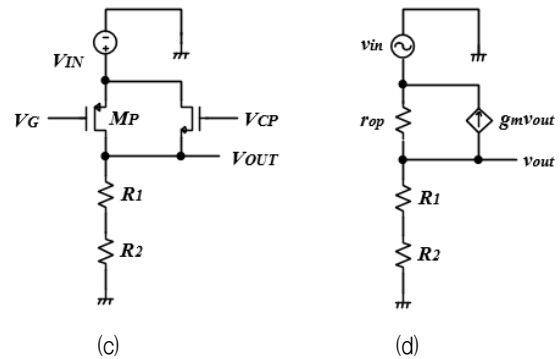 VIN
VG
MP
VCP
VOUT
R1
R2
(c)
vin
rop
gmvout
vout
R1
R2
(d)